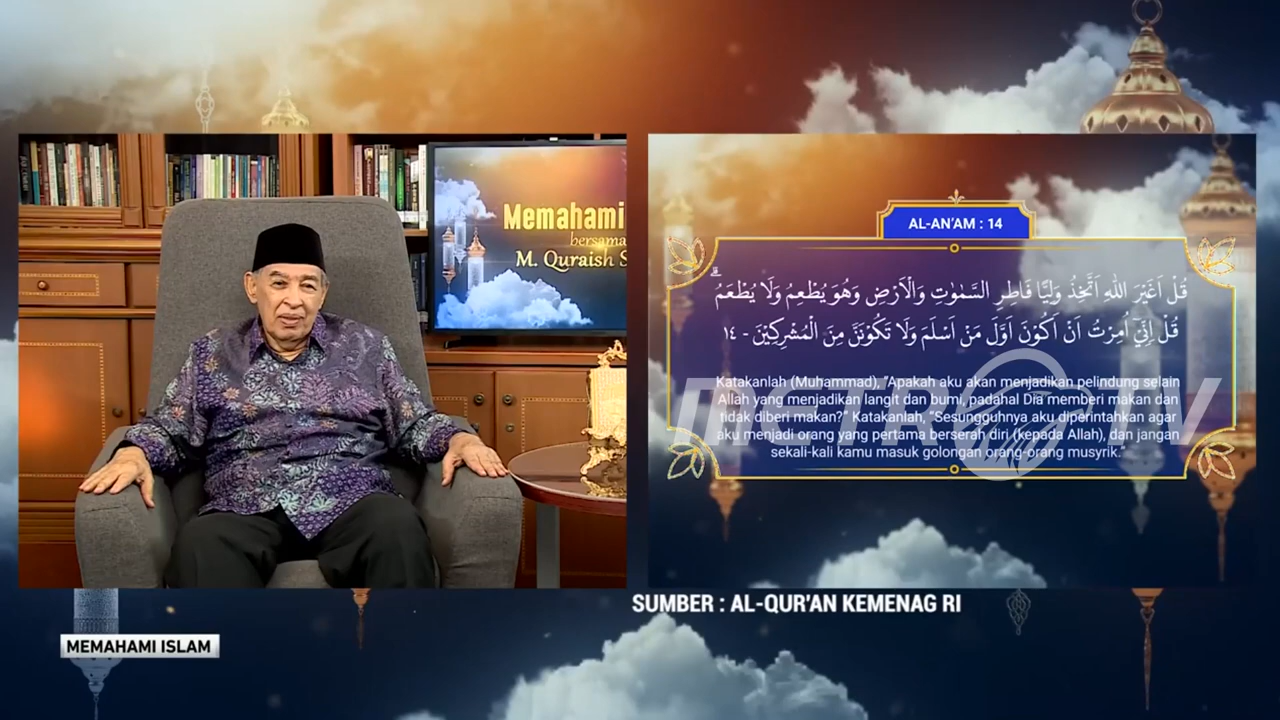 Memahami
bersama
M. Quraish S
AL-AN'AM : 14
قُلْ اَغَيْرَ اللّٰهِ اَتَّخِذُ وَلِيًّا فَاطِرِ السَّمٰوٰتِ وَالْاَرْضِ وَهُوَ يُطْعِمُ وَلَا يُطْعَمُ ۗ
قُلْ اِنِّيْٓ اُمِرْتُ اَنْ اَكُوْنَ اَوَّلَ مَنْ اَسْلَمَ وَلَا تَكُوْنَنَّ مِنَ الْمُشْرِكِيْنَ - ١٤
Katakanlah (Muhammad), “Apakah aku akan menjadikan pelindung selain
Allah yang menjadikan langit dan bumi, padahal Dia memberi makan dan
tidak diberi makan?” Katakanlah, “Sesungguhnya aku diperintahkan agar
aku menjadi orang yang pertama berserah diri (kepada Allah), dan jangan
sekali-kali kamu masuk golongan orang-orang musyrik.”
SUMBER : AL-QUR'AN KEMENAG RI
MEMAHAMI ISLAM